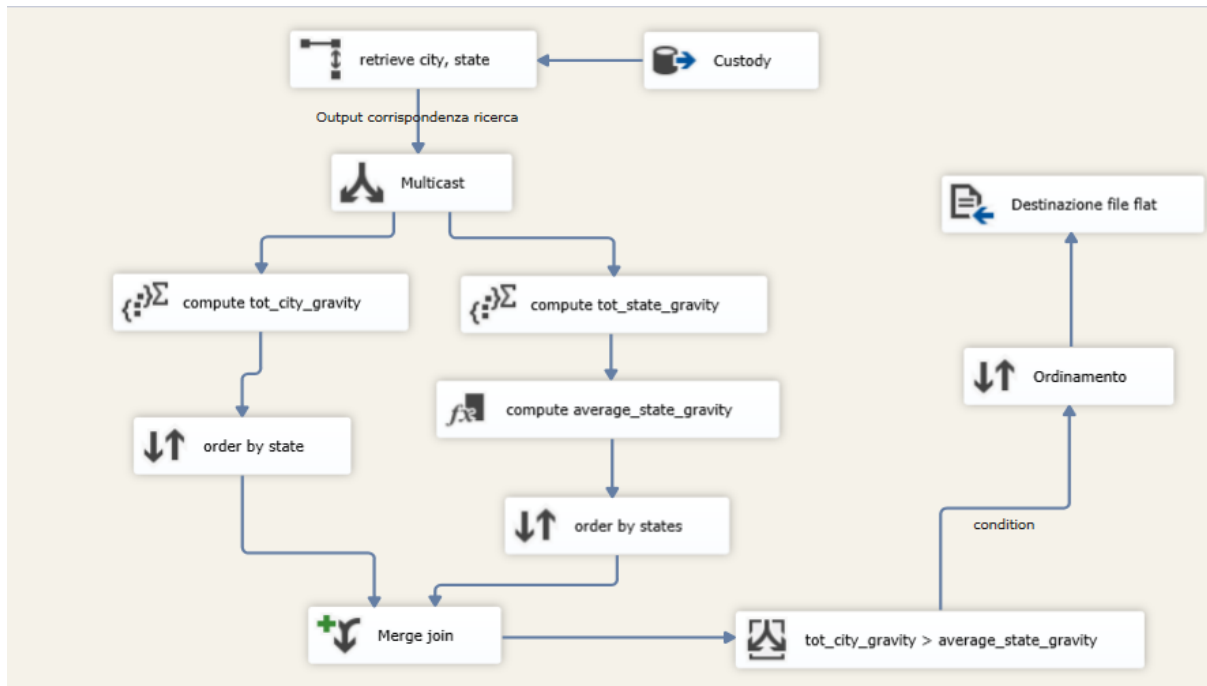 retrieve city, state
Custody
Output corrispondenza ricerca
Multicast
Destinazione file flat
compute tot_city_gravity
compute tot_state_gravity
Ordinamento
compute average_state_gravity
order by state
order by states
condition
Merge join
tot_city_gravity > average_state_gravity